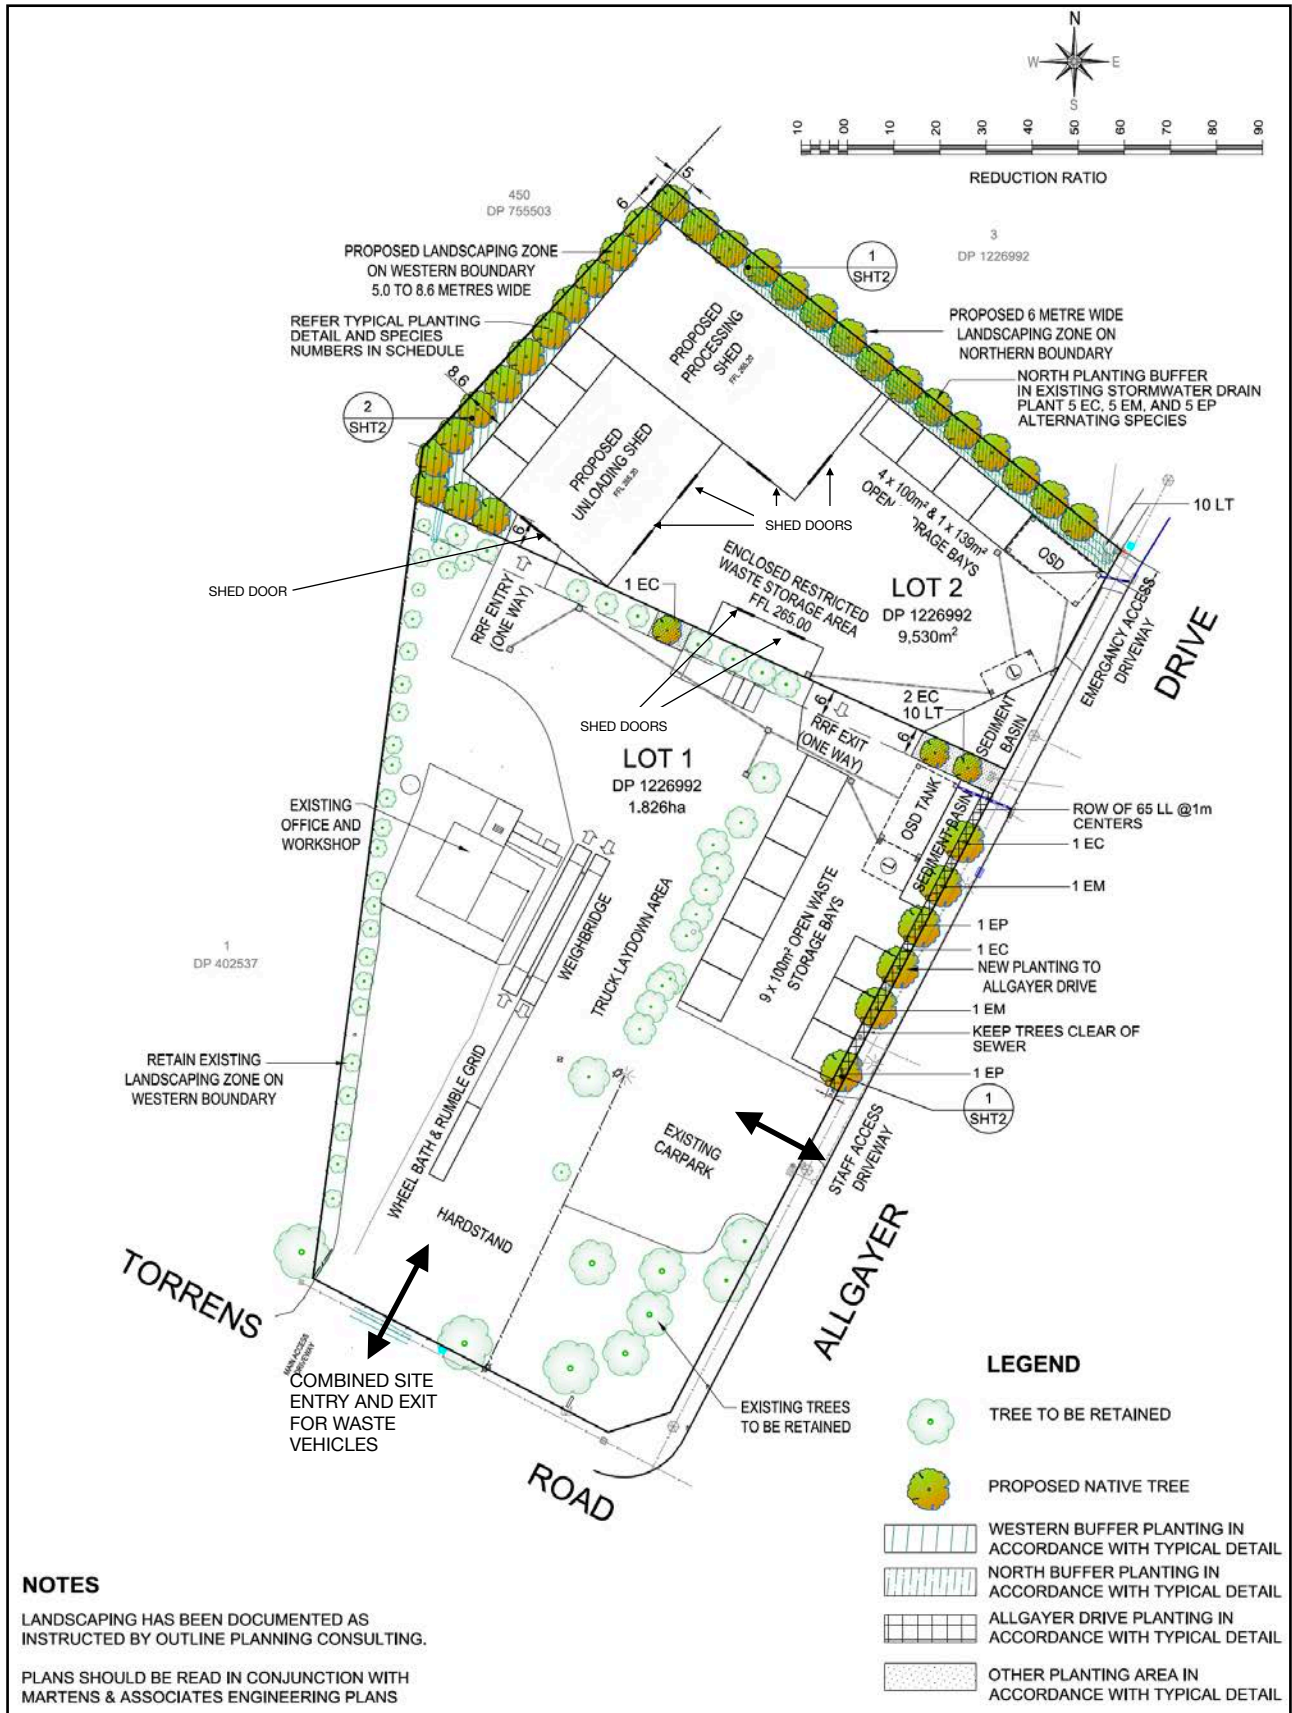 N
W
E
S
10
00
10
20
30
40
50
60
70
80
90
REDUCTION RATIO
450
DP 755503
3
DP 1226992
5
6
PROPOSED LANDSCAPING ZONE
ON WESTERN BOUNDARY
5.0 TO 8.6 METRES WIDE
1
SHT2
REFER TYPICAL PLANTING
DETAIL AND SPECIES
NUMBERS IN SCHEDULE
PROPOSED
PROCESSING
SHED
FFL 265.20
PROPOSED 6 METRE WIDE
LANDSCAPING ZONE ON
NORTHERN BOUNDARY
8.6
NORTH PLANTING BUFFER
IN EXISTING STORMWATER DRAIN
PLANT 5 EC, 5 EM, AND 5 EP
ALTERNATING SPECIES
2
SHT2
PROPOSED
UNLOADING SHED
FFL 265.20
4 x 100m² & 1 x 139m²
OPEN RAGE BAYS
10 LT
SHED DOORS
OSD
6
SHED DOOR
ENCLOSED RESTRICTED
WASTE STORAGE AREA
FFL 265.00
LOT 2
DP 1226992
9,530m²
1 EC
RRF ENTRY
(ONE WAY)
EMERGANCY ACCESS
DRIVEWAY
DRIVE
L
2 EC
10 LT
SEDIMENT
BASIN
6
RRF EXIT
(ONE WAY)
6
SHED DOORS
LOT 1
DP 1226992
1.826ha
OSD TANK
SEDIMENT BASIN
L
ROW OF 65 LL @1m
CENTERS
1 EC
EXISTING
OFFICE AND
WORKSHOP
1 EM
1 EP
1 EC
NEW PLANTING TO
ALLGAYER DRIVE
1 EM
KEEP TREES CLEAR OF
SEWER
1 EP
1
SHT2
WEIGHBRIDGE
TRUCK LAYDOWN AREA
9 x 100m² OPEN WASTE
STORAGE BAYS
1
DP 402537
RETAIN EXISTING
LANDSCAPING ZONE ON
WESTERN BOUNDARY
WHEEL BATH & RUMBLE GRID
EXISTING
CARPARK
STAFF ACCESS
DRIVEWAY
HARDSTAND
ALLGAYER
TORRENS
MAIN ACCESS
DRIVEWAY
COMBINED SITE
ENTRY AND EXIT
FOR WASTE
VEHICLES
EXISTING TREES
TO BE RETAINED
ROAD
LEGEND
TREE TO BE RETAINED
PROPOSED NATIVE TREE
WESTERN BUFFER PLANTING IN
ACCORDANCE WITH TYPICAL DETAIL
NORTH BUFFER PLANTING IN
ACCORDANCE WITH TYPICAL DETAIL
ALLGAYER DRIVE PLANTING IN
ACCORDANCE WITH TYPICAL DETAIL
OTHER PLANTING AREA IN
ACCORDANCE WITH TYPICAL DETAIL
NOTES
LANDSCAPING HAS BEEN DOCUMENTED AS
INSTRUCTED BY OUTLINE PLANNING CONSULTING.
PLANS SHOULD BE READ IN CONJUNCTION WITH
MARTENS & ASSOCIATES ENGINEERING PLANS